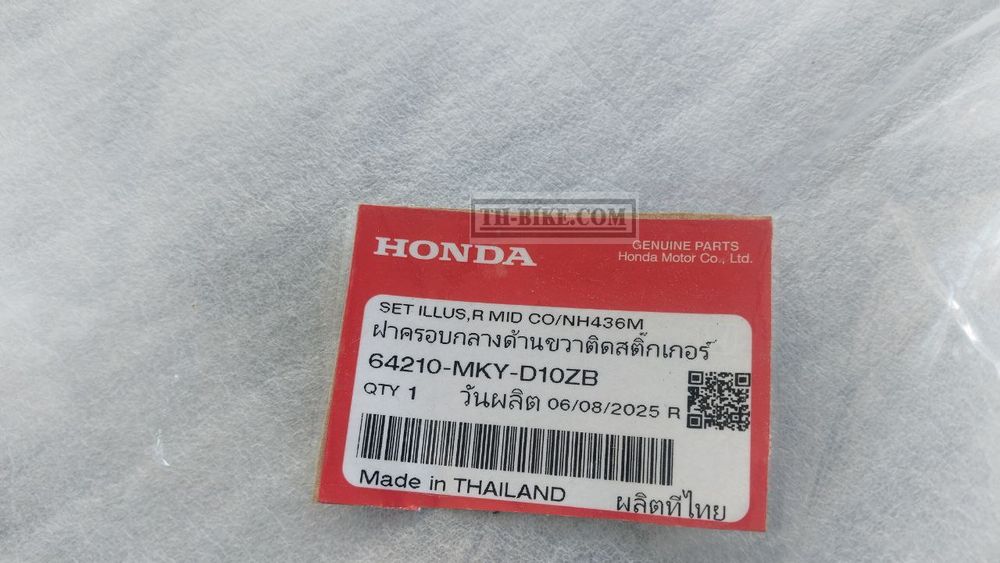 TH-BIKE.COM
HONDA
GENUINE PARTS
Honda Motor Co., Ltd.
SET ILLUS,R MID CO/NH436M
ฝาครอบกลางด้านขวาติดสติ๊กเกอร์
64210-MKY-D10ZB
QTY 1 วันผลิต 06/08/2025 R
Made in THAILAND
ผลิตที่ไทย